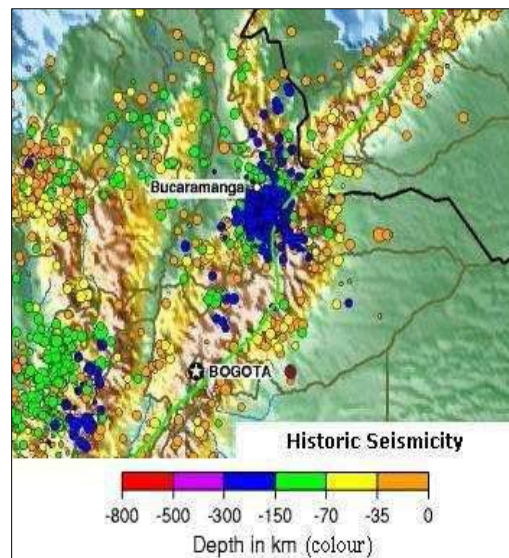 Bucaramanga
BOGOTA
Historic Seismicity
-800 -500 -300 -150 -70 -35 0
Depth in km (colour)